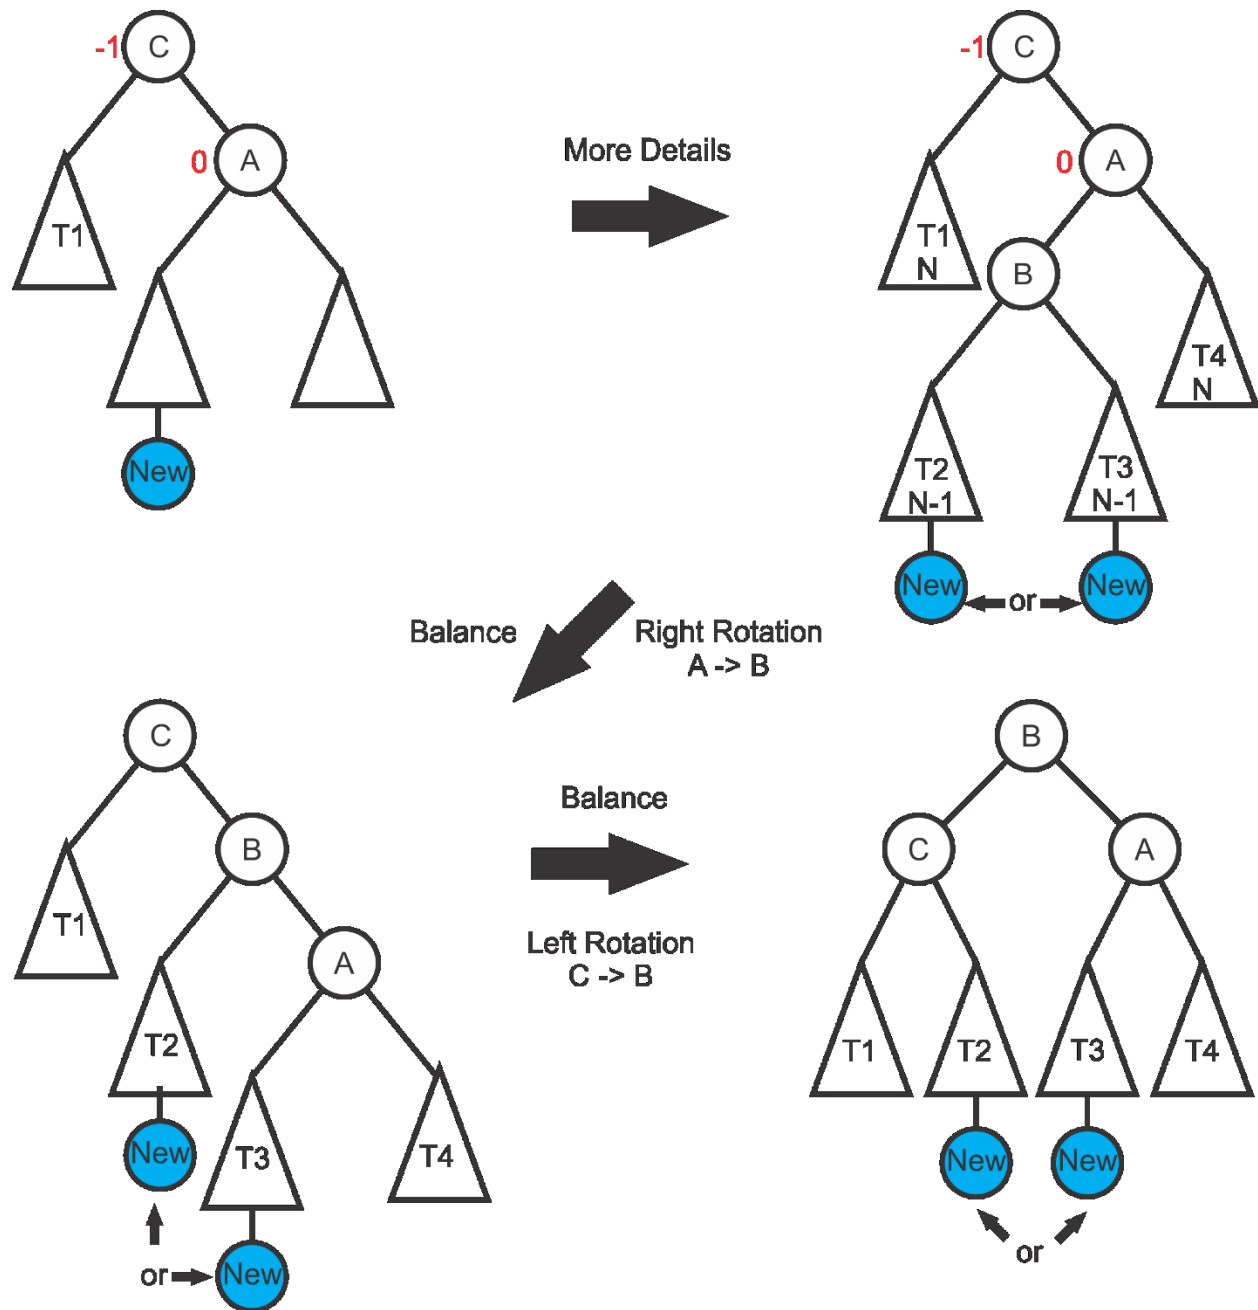 -1 C
0 A
T1
New
More Details
-1 C
0 A
T1
N
B
T4
N
T2
N-1
T3
N-1
New or New
Balance
Right Rotation
A -> B
C
B
T1
A
T2
New
T3
T4
or New
Balance
Left Rotation
C -> B
B
C A
T1 T2 T3 T4
New New
or